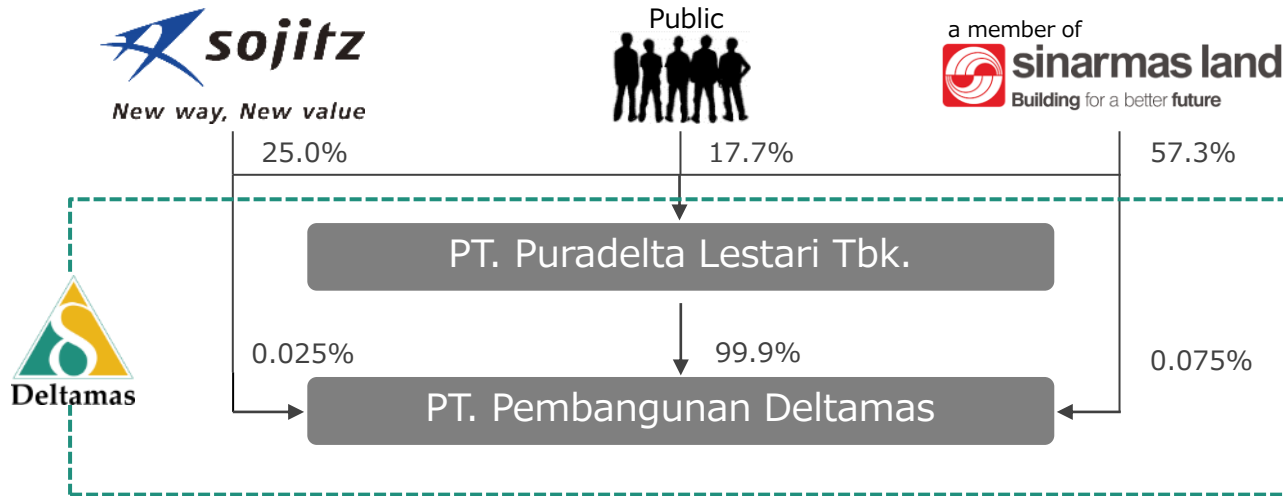 sojitz
New way, New value
Public
a member of
sinarmas land
Building for a better future
25.0%
17.7%
57.3%
PT. Puradelta Lestari Tbk.
Deltamas
0.025%
99.9%
0.075%
PT. Pembangunan Deltamas